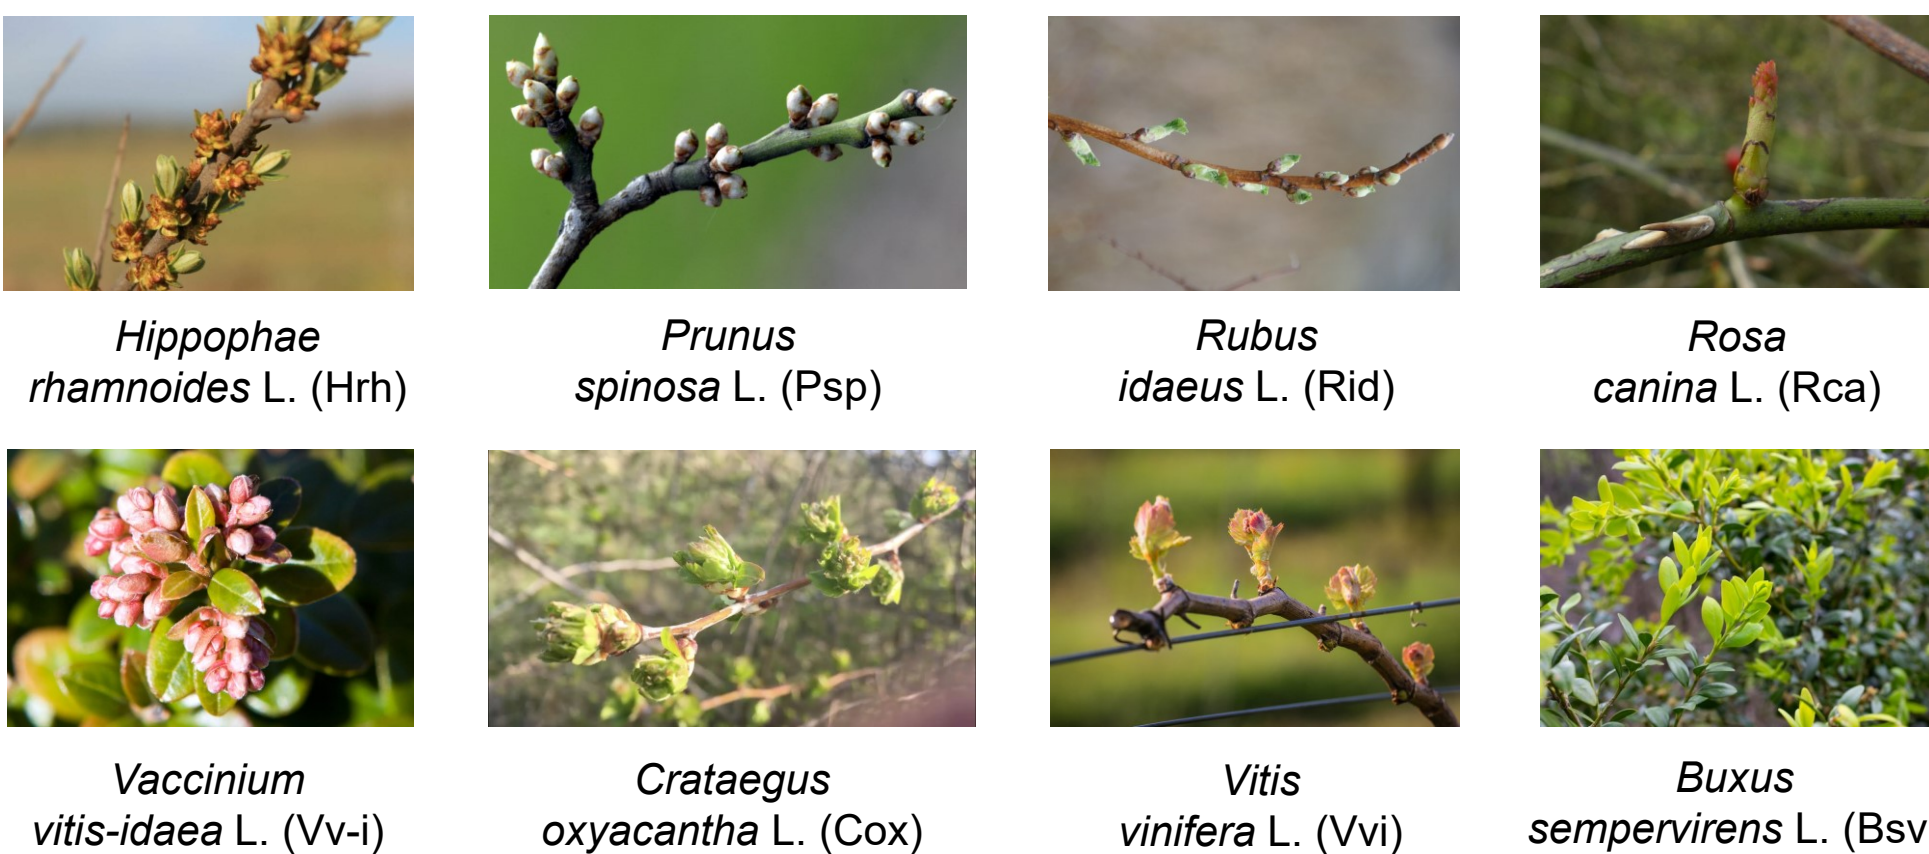 Hippophae
rhamnoides L. (Hrh)
Prunus
spinosa L. (Psp)
Rubus
idaeus L. (Rid)
Rosa
canina L. (Rca)
Vaccinium
vitis-idaea L. (Vv-i)
Crataegus
oxyacantha L. (Cox)
Vitis
vinifera L. (Vvi)
Buxus
sempervirens L. (Bsv